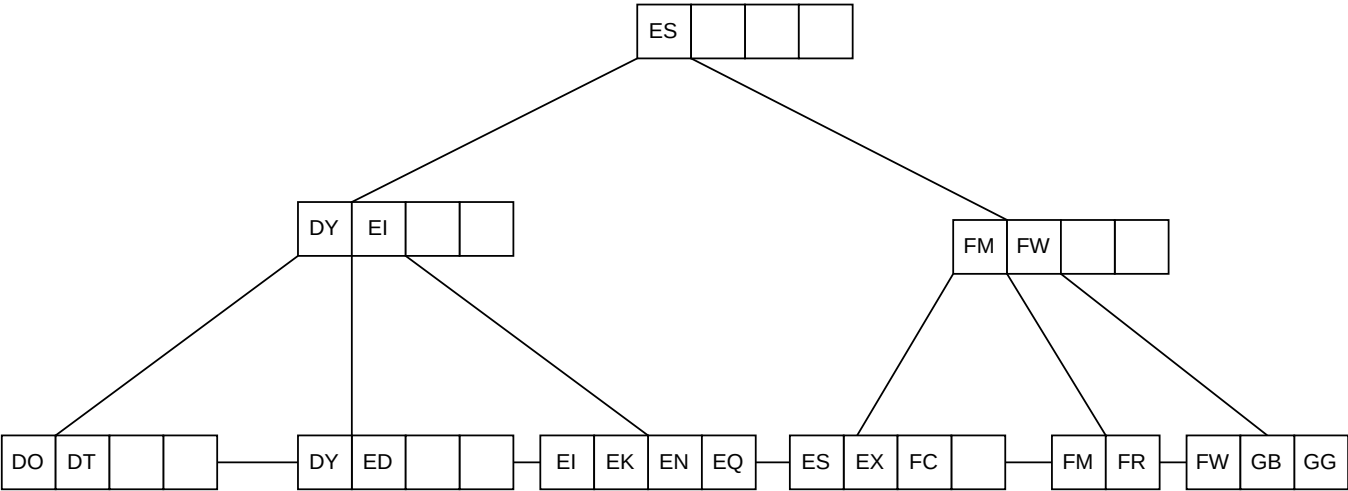 ES
DY EI
FM FW
DO DT DY ED EI EK EN EQ ES EX FC FM FR FW GB GG